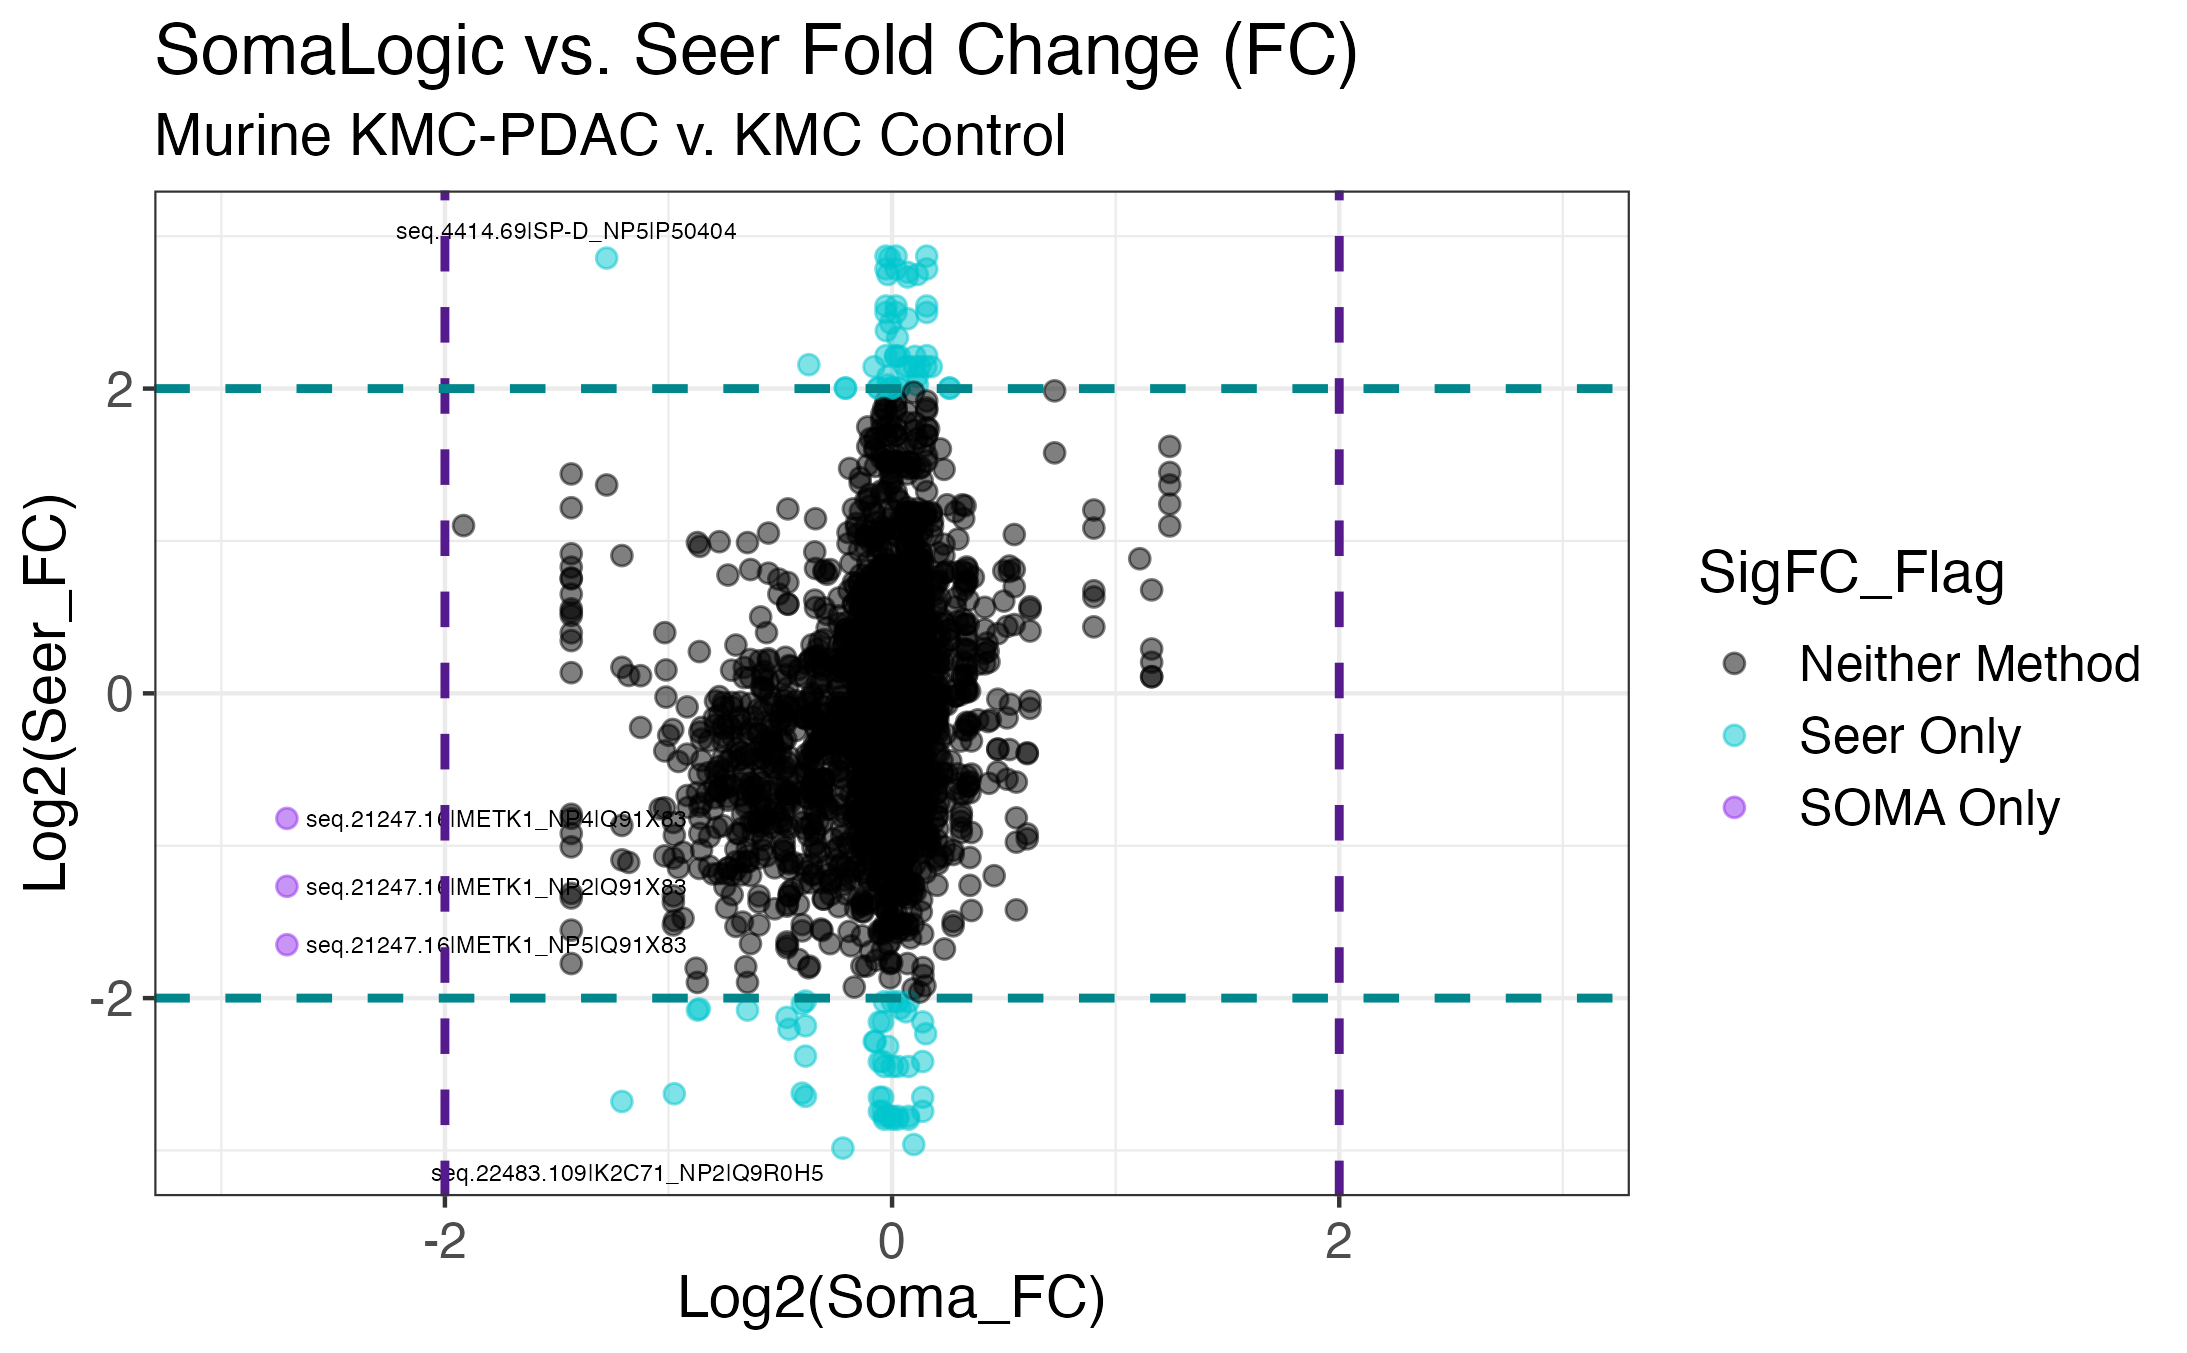 SomaLogic vs. Seer Fold Change (FC)
Murine KMC-PDAC v. KMC Control
seq.4414.69|SP-D_NP5|P50404
2
0
-2
Log2(Seer_FC)
seq.21247.16|METK1_NP4|Q91X83
seq.21247.16|METK1_NP2|Q91X83
seq.21247.16|METK1_NP5|Q91X83
seq.22483.109|K2C71_NP2|Q9R0H5
-2 0 2
Log2(Soma_FC)
SigFC_Flag
Neither Method
Seer Only
SOMA Only